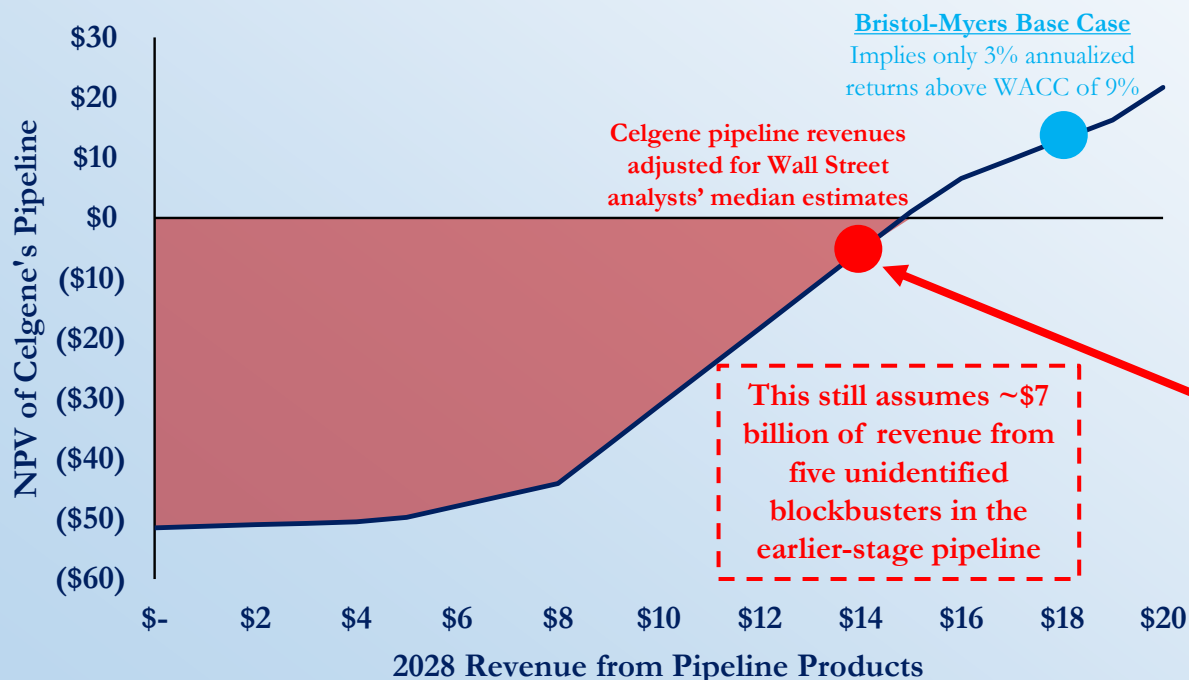 Bristol-Myers Base Case
Implies only 3% annualized
returns above WACC of 9%
Celgene pipeline revenues
adjusted for Wall Street
analysts’ median estimates
This still assumes ~$7
billion of revenue from
five unidentified
blockbusters in the
earlier-stage pipeline
NPV of Celgene's Pipeline
$30
$20
$10
$0
($10)
($20)
($30)
($40)
($50)
($60)
$- $2 $4 $6 $8 $10 $12 $14 $16 $18 $20
2028 Revenue from Pipeline Products